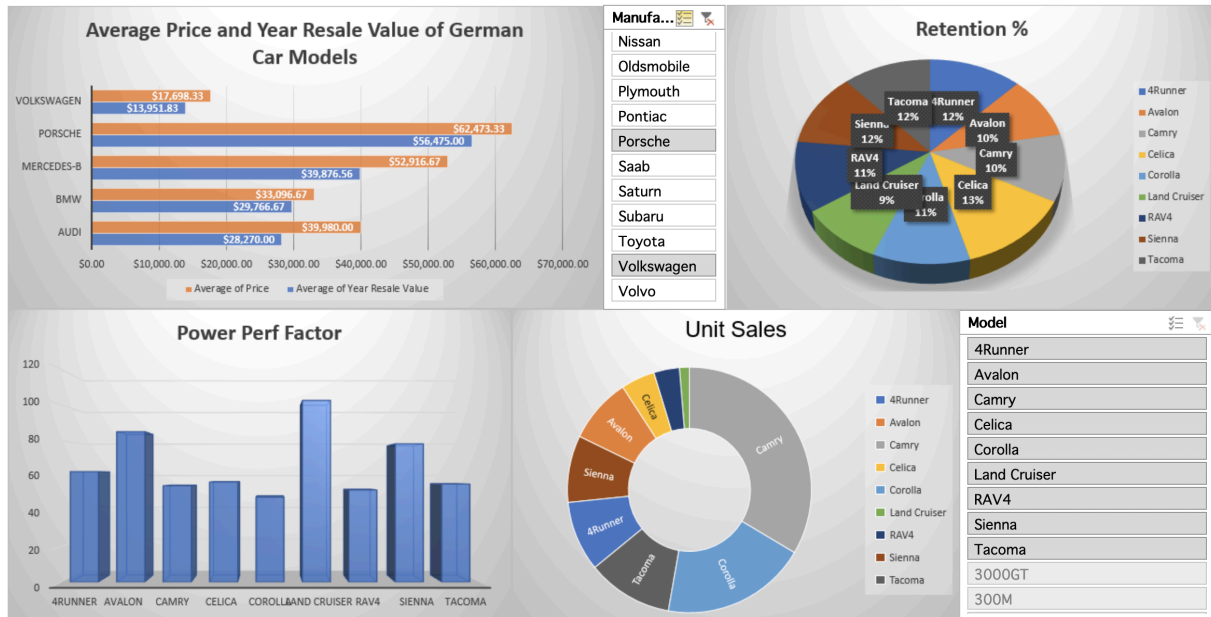 Average Price and Year Resale Value of German
Car Models
VOLKSWAGEN
$17,698.33
$13,951.83
PORSCHE
$62,473.33
$56,475.00
MERCEDES-B
$52,916.67
$39,876.56
BMW
$33,096.67
$29,766.67
AUDI
$39,980.00
$28,270.00
$0.00 $10,000.00 $20,000.00 $30,000.00 $40,000.00 $50,000.00 $60,000.00 $70,000.00
Average of Price Average of Year Resale Value
Manufa...
Nissan
Oldsmobile
Plymouth
Pontiac
Porsche
Saab
Saturn
Subaru
Toyota
Volkswagen
Volvo
Retention %
Tacoma
12%
4Runner
12%
Avalon
10%
Camry
10%
Celica
13%
rolla
11%
Land Cruiser
9%
RAV4
11%
Sienna
12%
4Runner
Avalon
Camry
Celica
Corolla
Land Cruiser
RAV4
Sienna
Tacoma
Power Perf Factor
120
100
80
60
40
20
0
4RUNNER AVALON CAMRY CELICA COROLLA LAND CRUISER RAV4 SIENNA TACOMA
Unit Sales
Camry
Corolla
Tacoma
4Runner
Sienna
Avalon
Celica
4Runner
Avalon
Camry
Celica
Corolla
Land Cruiser
RAV4
Sienna
Tacoma
Model
4Runner
Avalon
Camry
Celica
Corolla
Land Cruiser
RAV4
Sienna
Tacoma
3000GT
300M